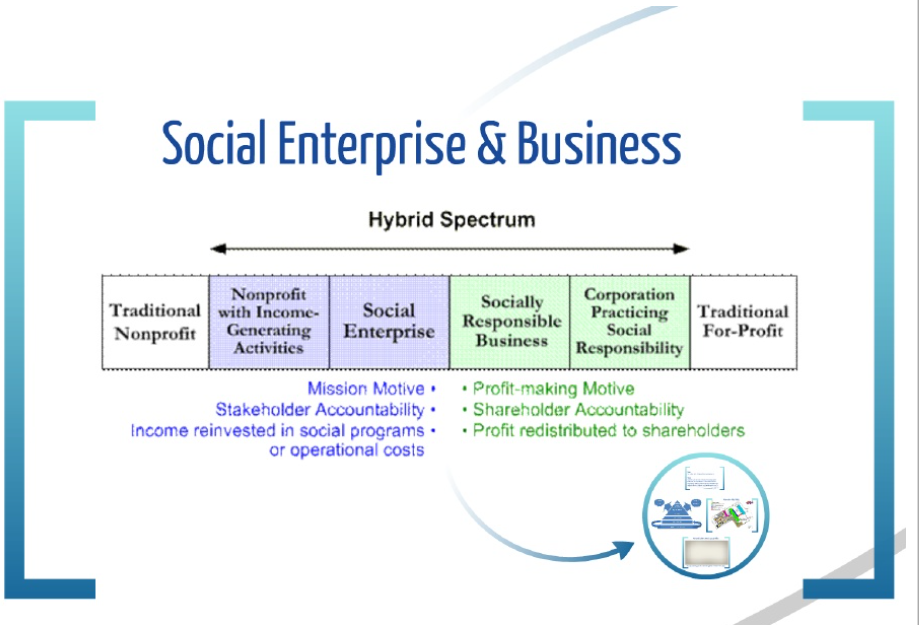 Social Enterprise & Business
Hybrid Spectrum
Traditional
Nonprofit
Nonprofit
with Income-
Generating
Activities
Social
Enterprise
Socially
Responsible
Business
Corporation
Practicing
Social
Responsibility
Traditional
For-Profit
Mission Motive •
Stakeholder Accountability •
Income reinvested in social programs •
or operational costs
• Profit-making Motive
• Shareholder Accountability
• Profit redistributed to shareholders